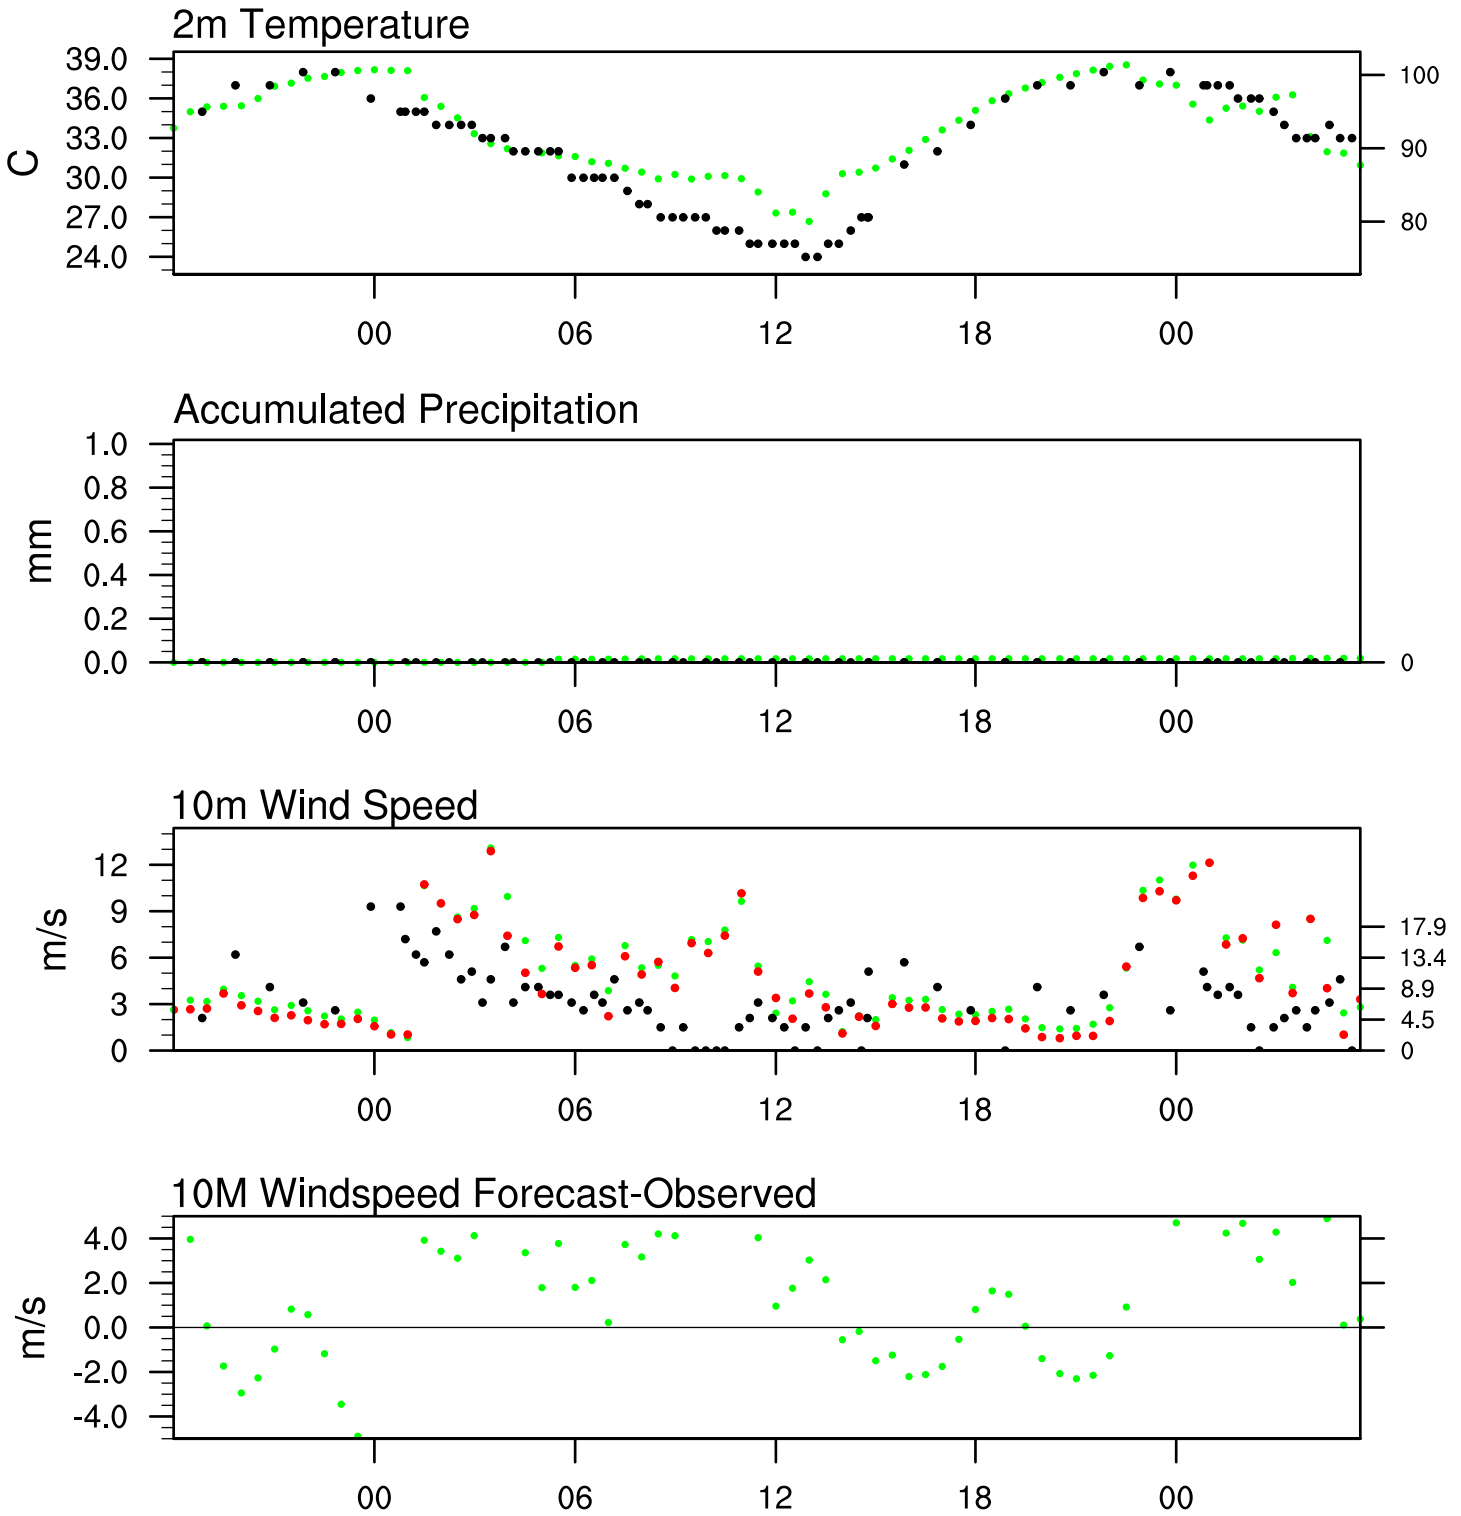 2m Temperature
39.0
36.0
33.0
30.0
27.0
24.0
C
100
90
80
00 06 12 18 00
Accumulated Precipitation
1.0
0.8
0.6
0.4
0.2
0.0
mm
0
00 06 12 18 00
10m Wind Speed
12
9
6
3
0
m/s
17.9
13.4
8.9
4.5
0
00 06 12 18 00
10M Windspeed Forecast-Observed
4.0
2.0
0.0
-2.0
-4.0
m/s
00 06 12 18 00